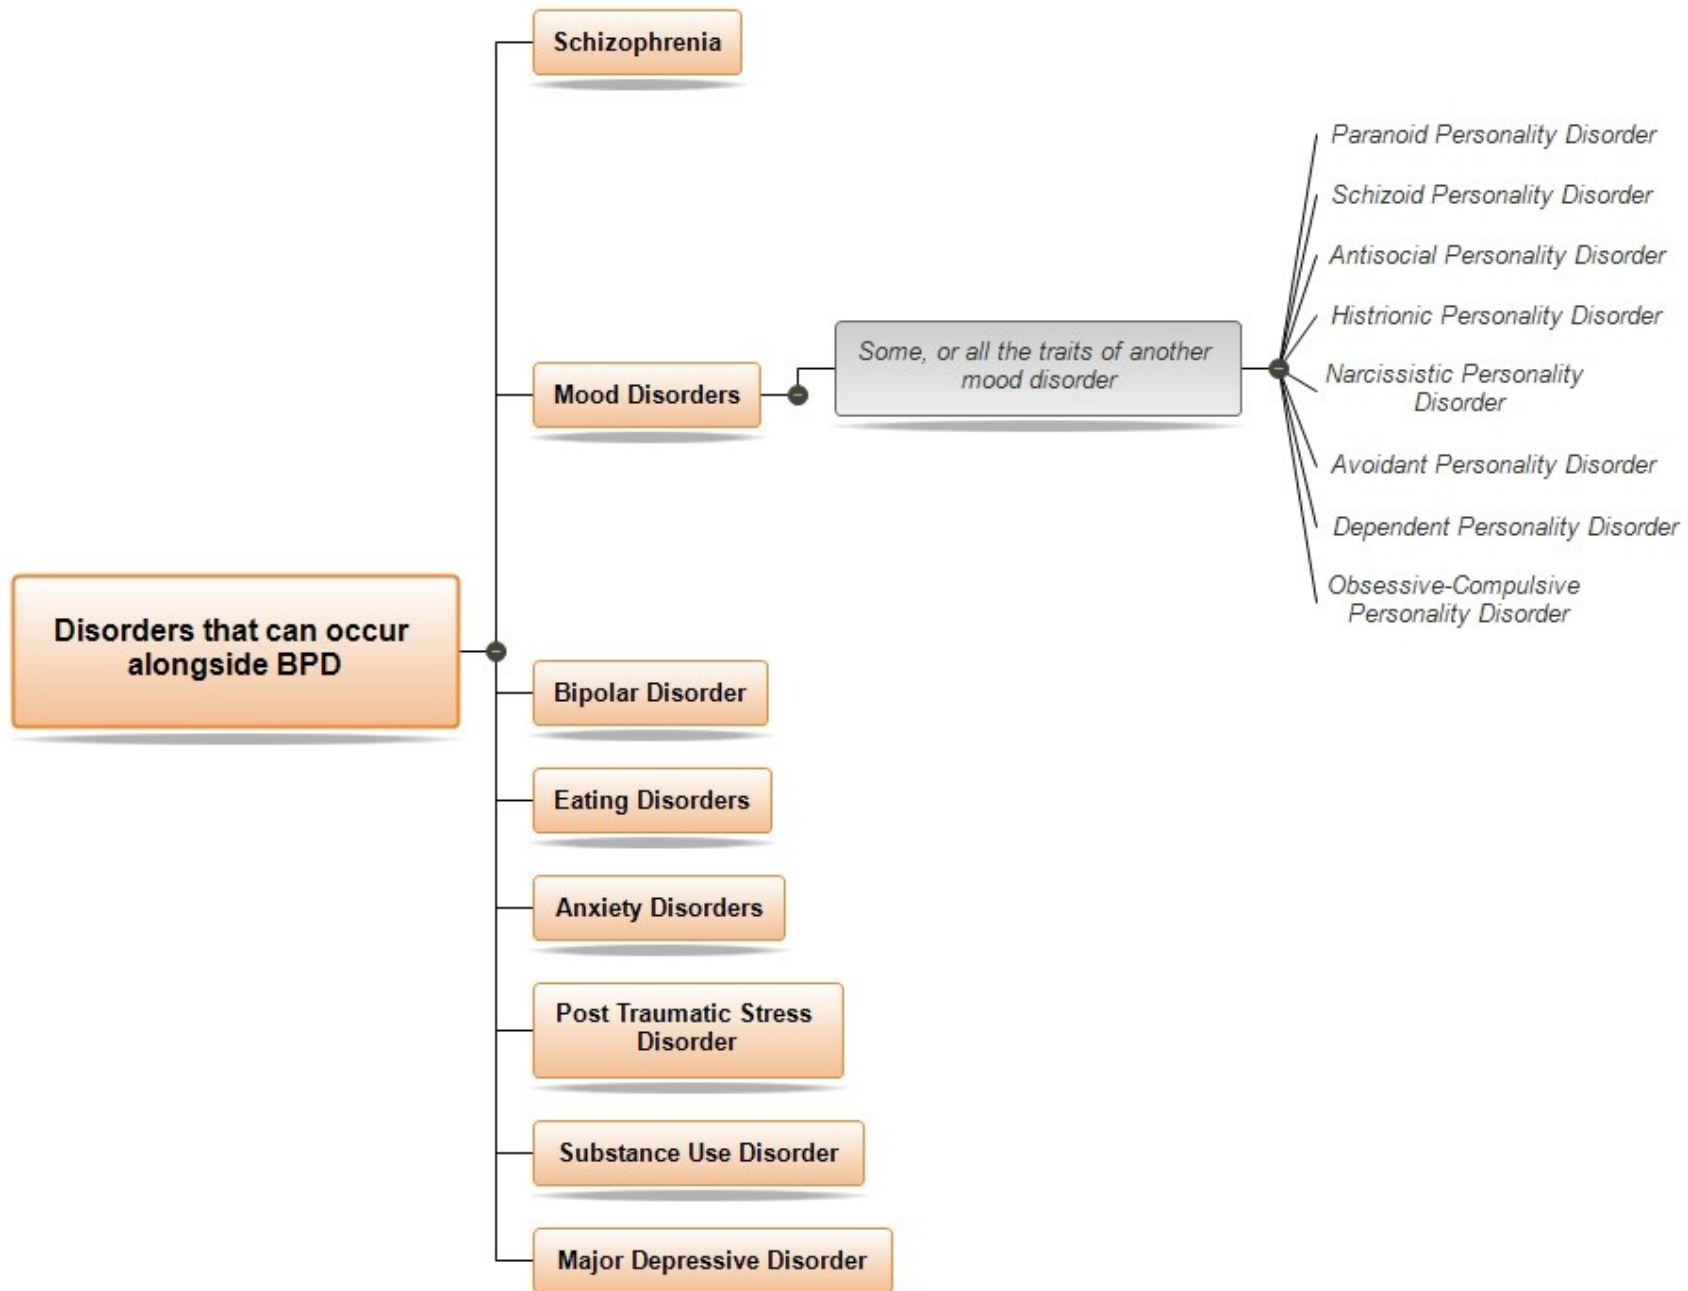 Schizophrenia
Paranoid Personality Disorder
Schizoid Personality Disorder
Antisocial Personality Disorder
Histrionic Personality Disorder
Some, or all the traits of another
mood disorder
Narcissistic Personality
Disorder
Mood Disorders
Avoidant Personality Disorder
Dependent Personality Disorder
Obsessive-Compulsive
Personality Disorder
Disorders that can occur
alongside BPD
Bipolar Disorder
Eating Disorders
Anxiety Disorders
Post Traumatic Stress
Disorder
Substance Use Disorder
Major Depressive Disorder